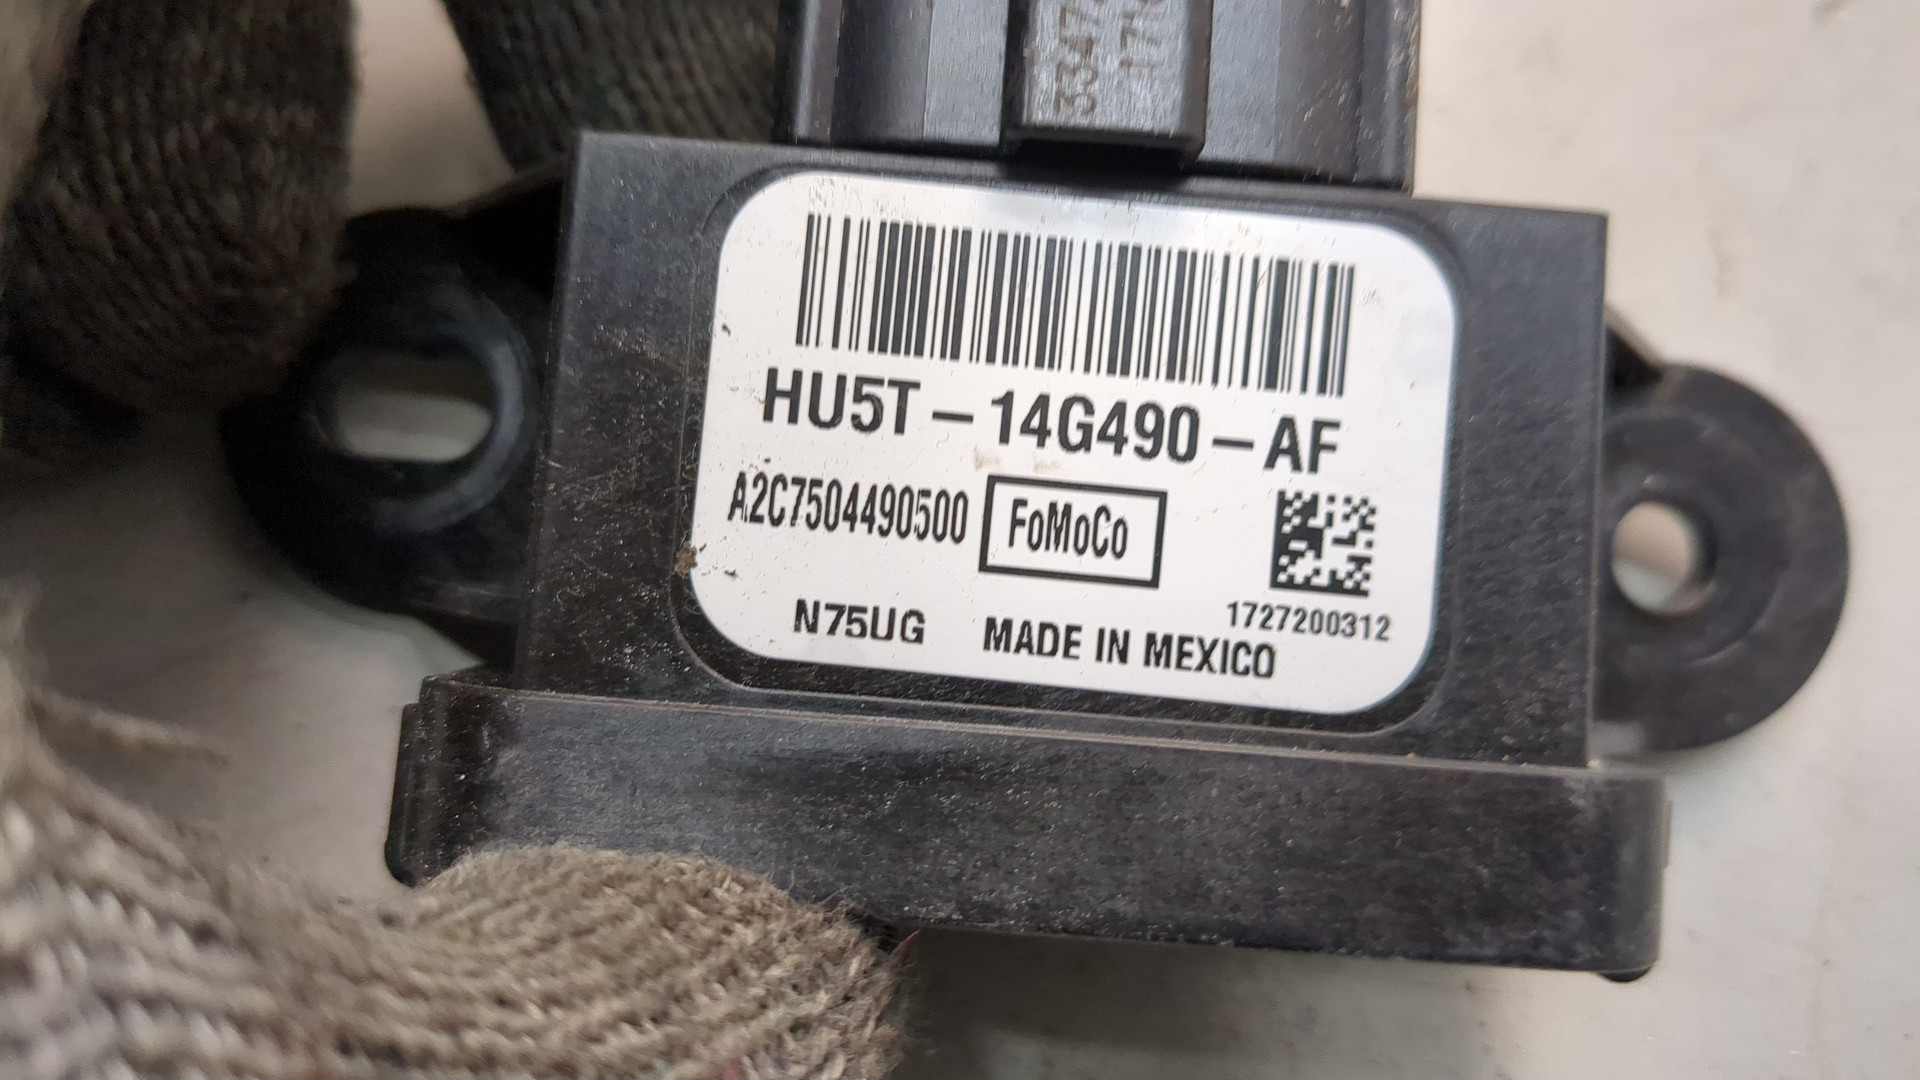 HU5T-14G490-AF
A2C7504490500 FoMoCo
1727200312
N75UG MADE IN MEXICO